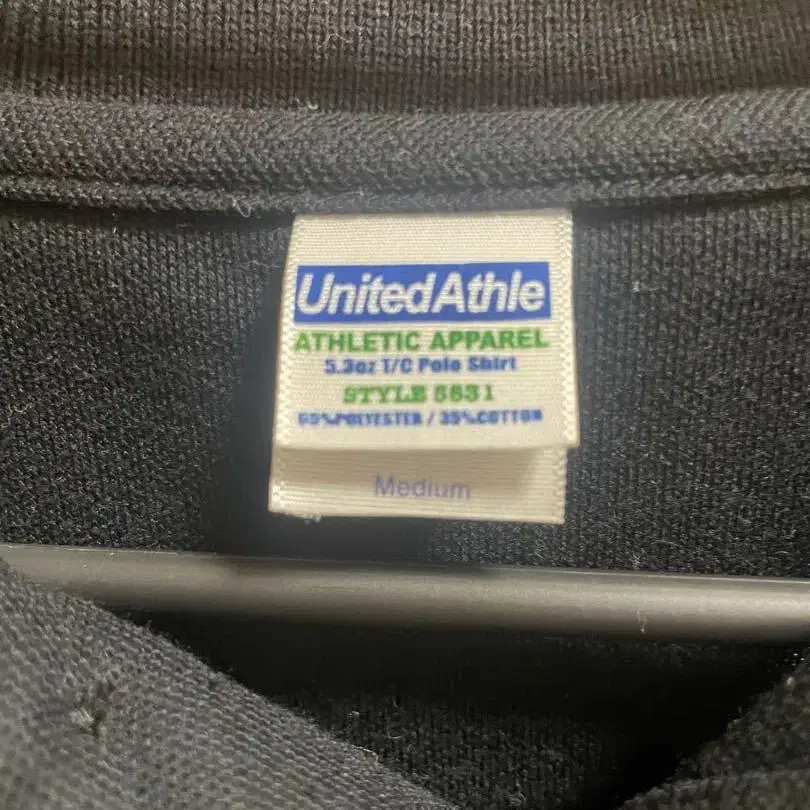 UnitedAthle
ATHLETIC APPAREL
5.3oz T/C Polo Shirt
STYLE 5831
65%POLYESTER / 35%COTTON
Medium